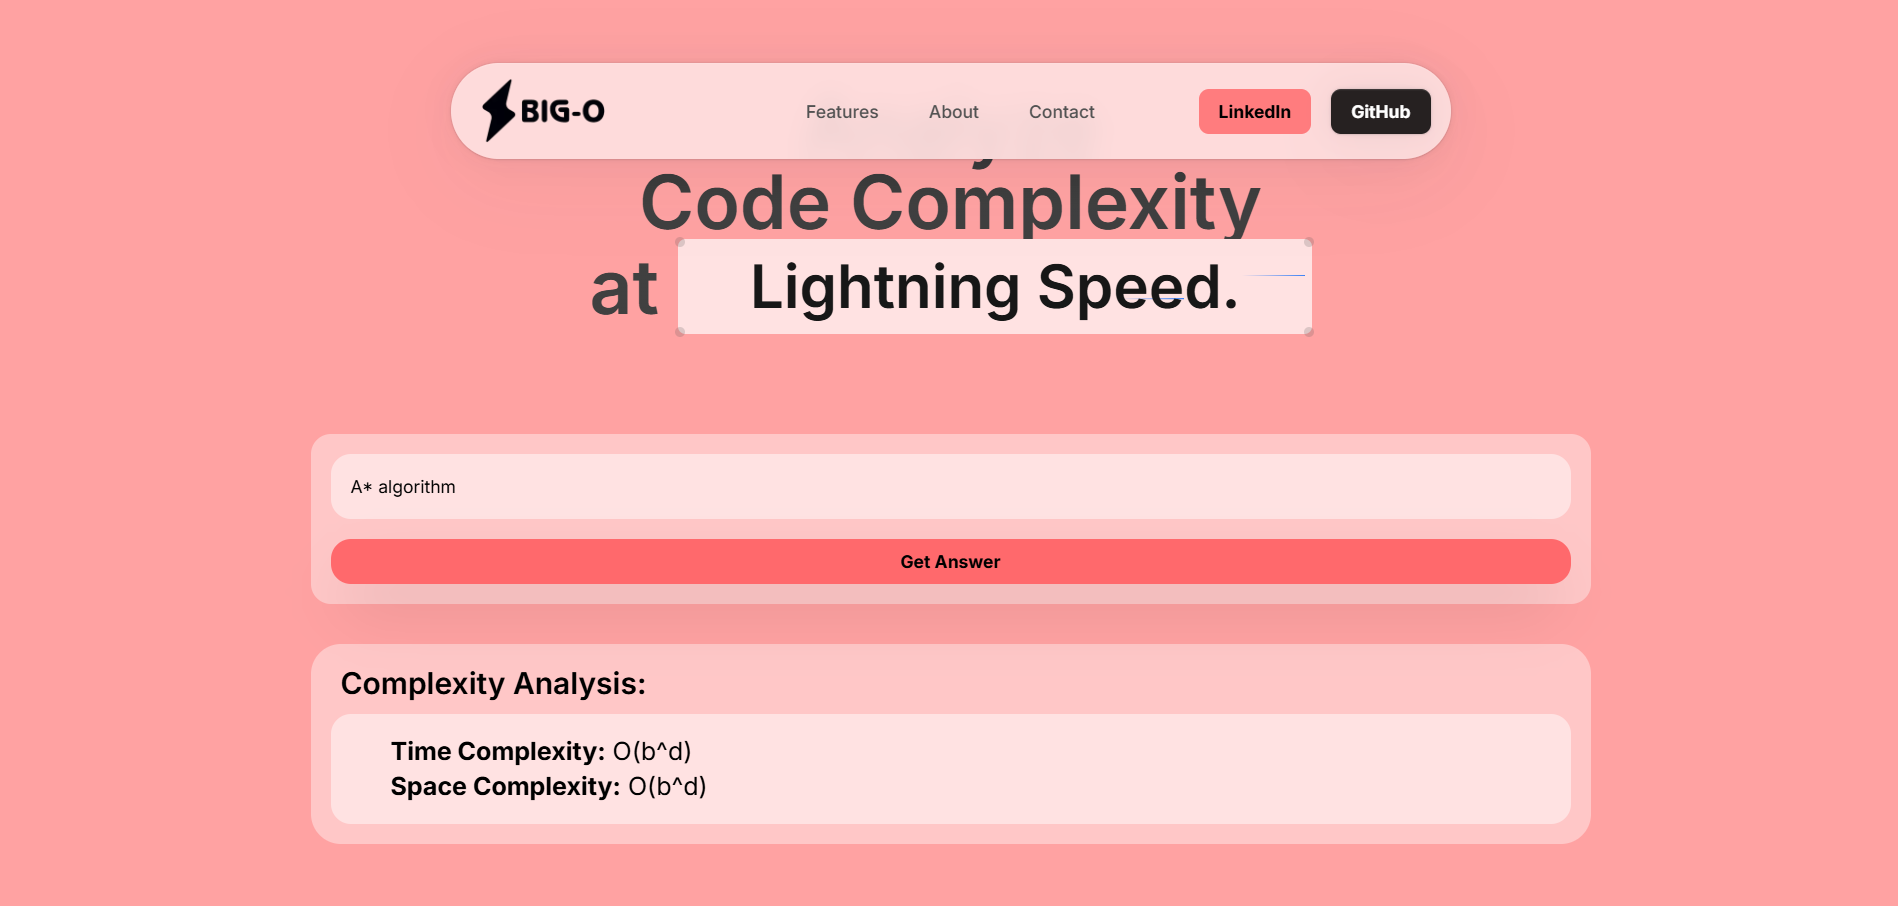 BIG-O
Features
About
Contact
LinkedIn
GitHub
Code Complexity
at Lightning Speed.
A* algorithm
Get Answer
Complexity Analysis:
Time Complexity: O(b^d)
Space Complexity: O(b^d)